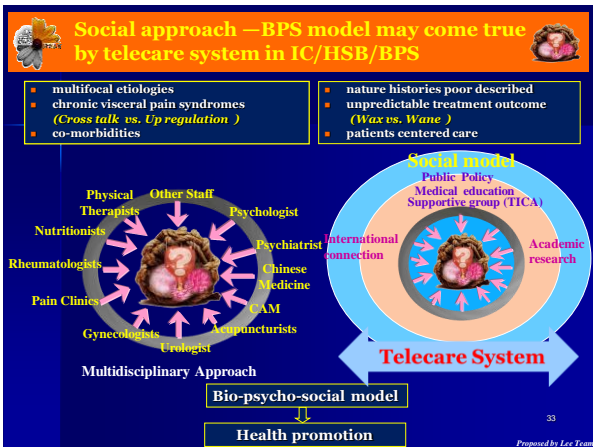 Social approach —BPS model may come true
by telecare system in IC/HSB/BPS
multifocal etiologies
chronic visceral pain syndromes
(Cross talk vs. Up regulation )
co-morbidities
nature histories poor described
unpredictable treatment outcome
(Wax vs. Wane )
patients centered care
Physical
Therapists
Other Staff
Psychologist
Nutritionists
Psychiatrist
Rheumatologists
Chinese
Medicine
Pain Clinics
CAM
Gynecologists
Acupuncturists
Urologist
Multidisciplinary Approach
Social model
Public Policy
Medical education
Supportive group (TICA)
International
connection
Academic
research
Telecare System
Bio-psycho-social model
Health promotion
33
Proposed by Lee Team